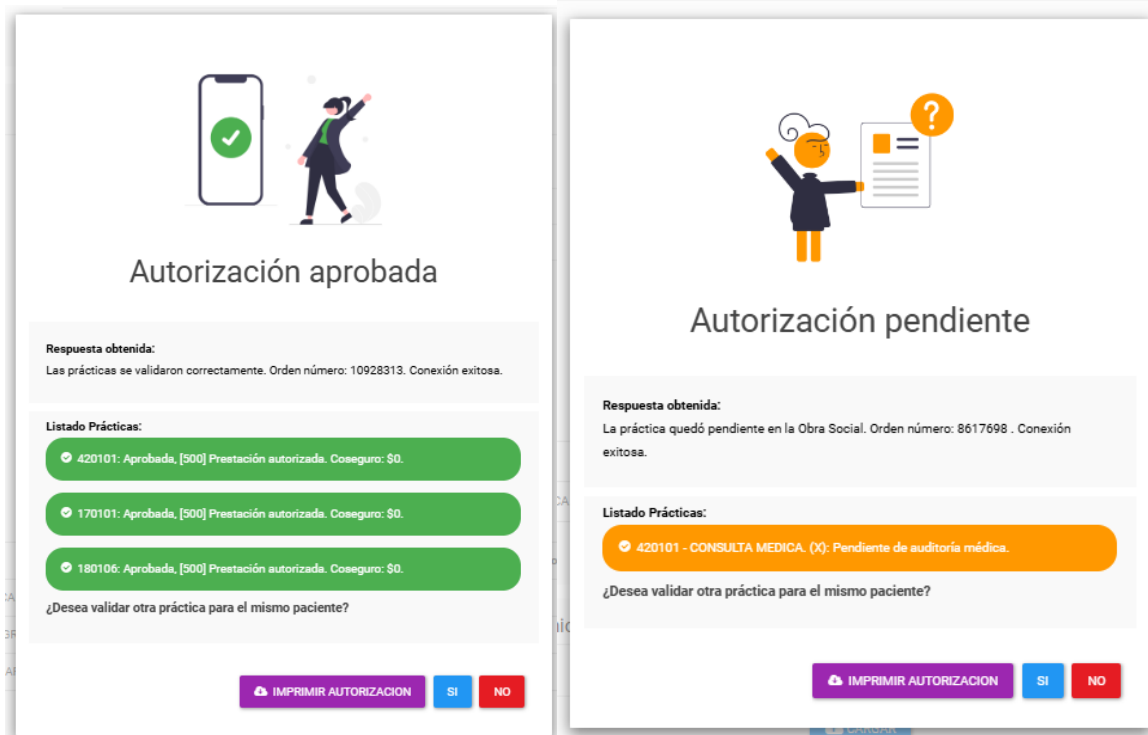 Autorización aprobada
Respuesta obtenida:
Las prácticas se validaron correctamente. Orden número: 10928313. Conexión exitosa.
Listado Prácticas:
420101: Aprobada, [500] Prestación autorizada. Coseguro: $0.
170101: Aprobada, [500] Prestación autorizada. Coseguro: $0.
180106: Aprobada, [500] Prestación autorizada. Coseguro: $0.
¿Desea validar otra práctica para el mismo paciente?
IMPRIMIR AUTORIZACION
SI
NO
?
Autorización pendiente
Respuesta obtenida:
La práctica quedó pendiente en la Obra Social. Orden número: 8617698 . Conexión
exitosa.
Listado Prácticas:
420101 - CONSULTA MEDICA. (X): Pendiente de auditoría médica.
¿Desea validar otra práctica para el mismo paciente?
IMPRIMIR AUTORIZACION
SI
NO
CARGAR